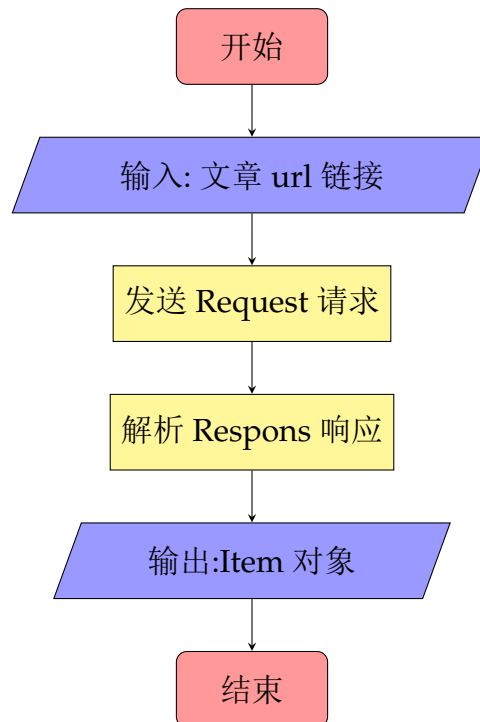 开始
输入: 文章 url 链接
发送 Request 请求
解析 Respons 响应
输出:Item 对象
结束